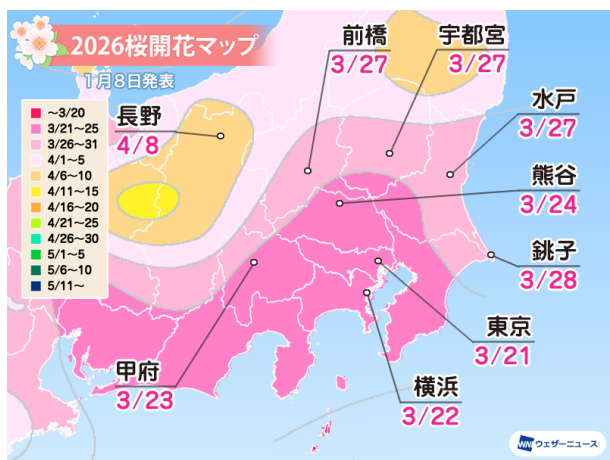 2026桜開花マップ
1月8日発表
~3/20
3/21~25
3/26~31
4/1~5
4/6~10
4/11~15
4/16~20
4/21~25
4/26~30
5/1~5
5/6~10
5/11~
前橋
3/27
宇都宮
3/27
長野
4/8
水戸
3/27
熊谷
3/24
銚子
3/28
東京
3/21
甲府
3/23
横浜
3/22
WN ウェザーニュース